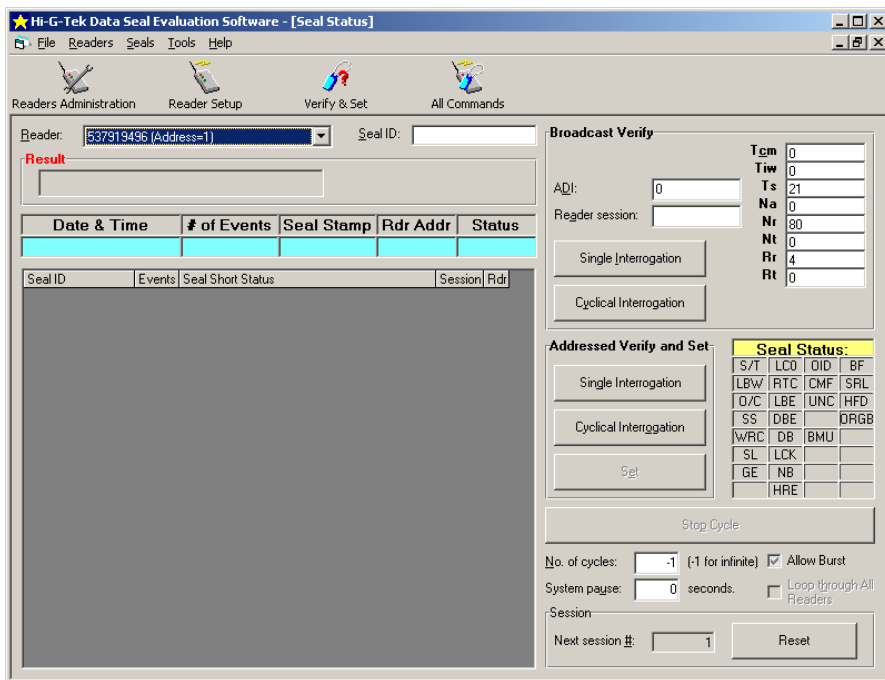 Hi-G-Tek Data Seal Evaluation Software - [Seal Status]
File Readers Seals Tools Help
Readers Administration Reader Setup Verify & Set All Commands
Reader: 537919496 (Address=1) Seal ID:
Result
Date & Time # of Events Seal Stamp Rdr Addr Status
Seal ID Events Seal Short Status Session Rdr
Broadcast Verify
Tcm 0
Tiw 0
ADI: 0 Ts 21
Na 0
Reader session: Nr 80
Nt 0
Single Interrogation Rr 4
Rt 0
Cyclical Interrogation
Addressed Verify and Set
Single Interrogation
Cyclical Interrogation
Set
Seal Status:
S/T LC0 OID BF
LBW RTC CMF SRL
O/C LBE UNC HFD
SS DBE ORGB
WRC DB BMU
SL LCK
GE NB
HRE
Stop Cycle
No. of cycles: -1 (-1 for infinite) Allow Burst
System pause: 0 seconds. Loop through All Readers
Session
Next session #: 1 Reset